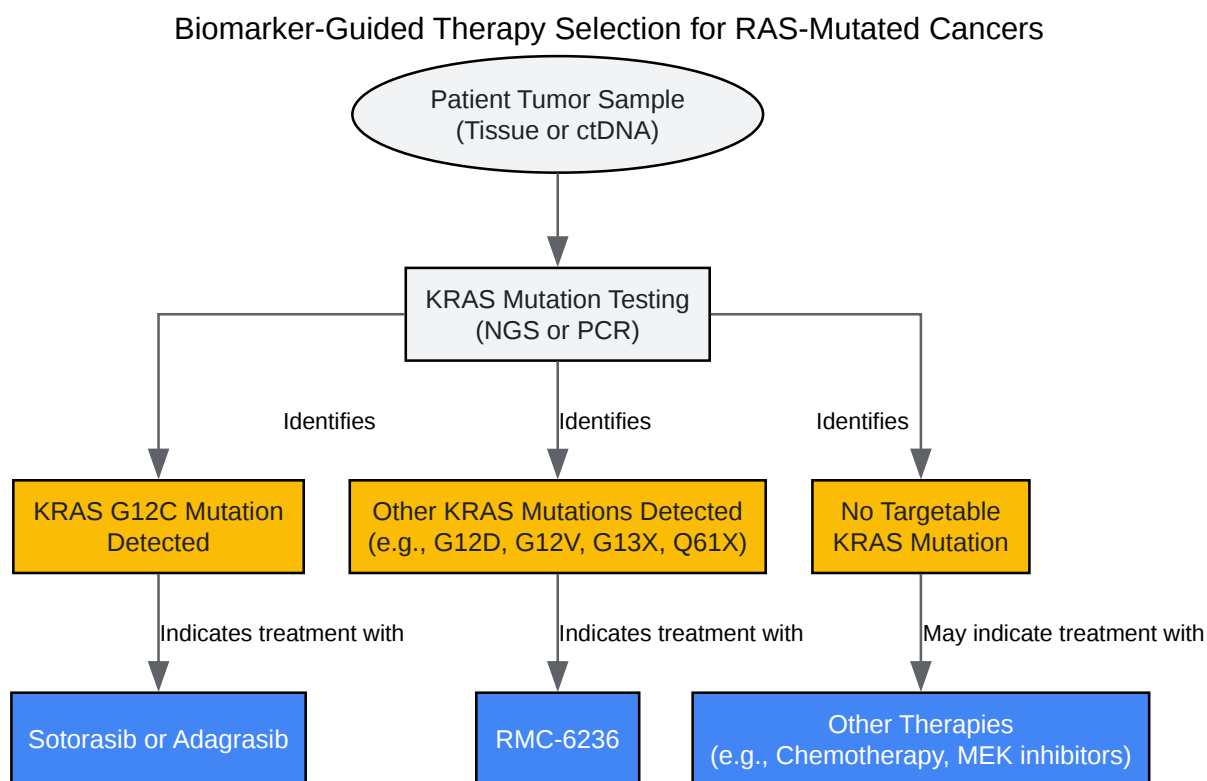 Biomarker-Guided Therapy Selection for RAS-Mutated Cancers
Patient Tumor Sample
(Tissue or ctDNA)
KRAS Mutation Testing
(NGS or PCR)
Identifies
Identifies
Identifies
KRAS G12C Mutation
Detected
Other KRAS Mutations Detected
(e.g., G12D, G12V, G13X, Q61X)
No Targetable
KRAS Mutation
Indicates treatment with
Indicates treatment with
May indicate treatment with
Sotorasib or Adagrasib
RMC-6236
Other Therapies
(e.g., Chemotherapy, MEK inhibitors)